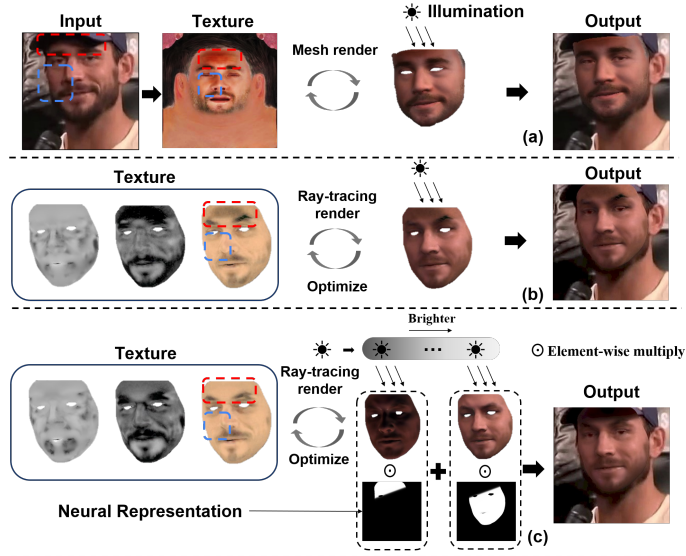 Input
Texture
Illumination
Output
Mesh render
(a)
Texture
Ray-tracing
render
Optimize
Output
(b)
Brighter
Texture
...
Element-wise multiply
Ray-tracing
render
Optimize
Output
Neural Representation
(c)